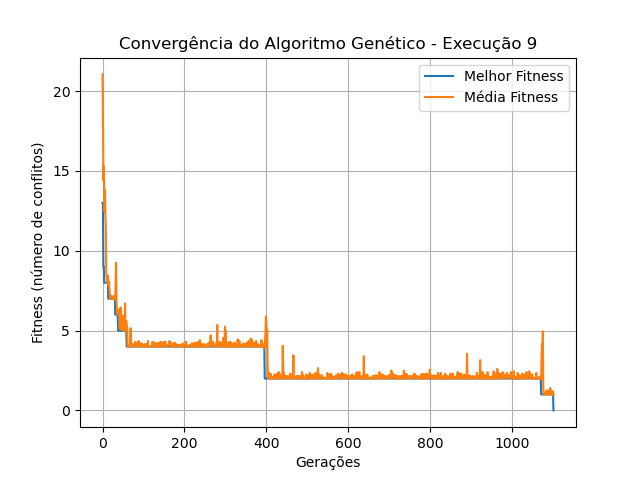 Convergência do Algoritmo Genético - Execução 9
Melhor Fitness
Média Fitness
Fitness (número de conflitos)
20
15
10
5
0
0 200 400 600 800 1000
Gerações